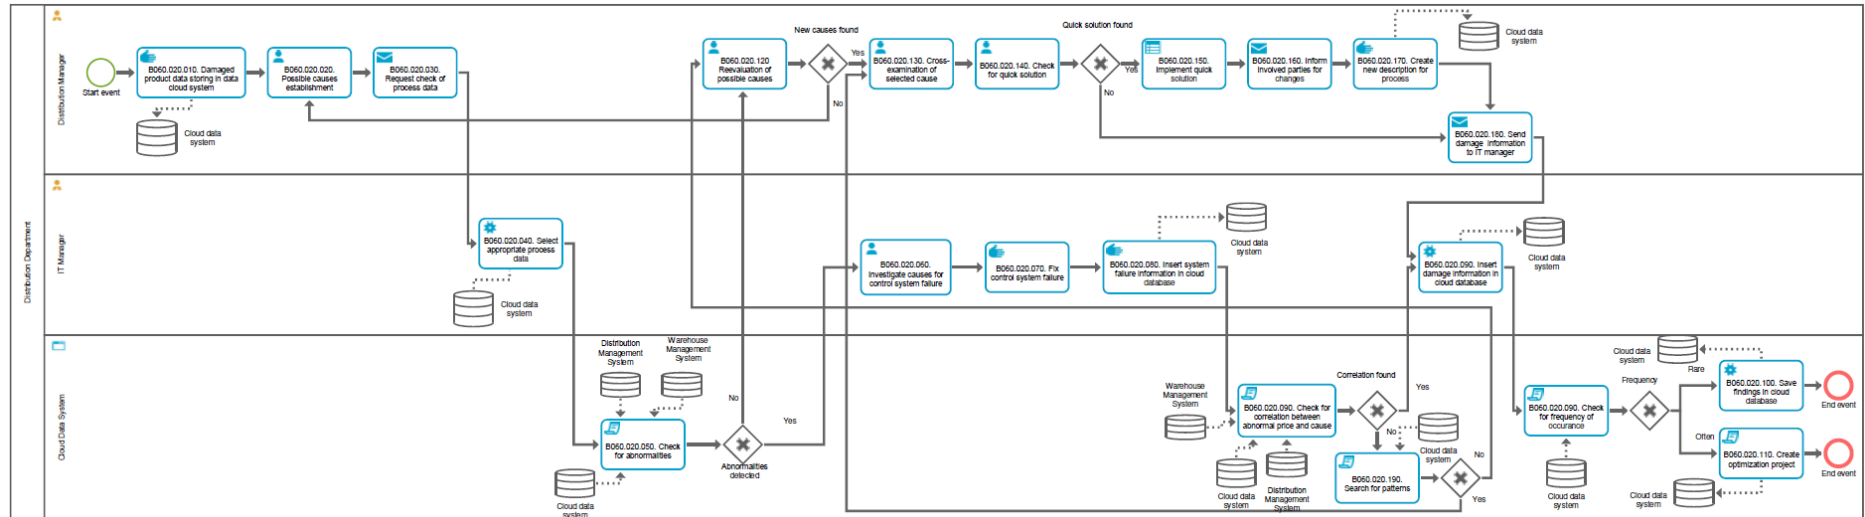 Distribution Department
Distribution Manager
Start event
B060.020.010. Damaged
product data storing in data
cloud system
Cloud data
system
B060.020.020.
Possible causes
establishment
B060.020.030.
Request check of
process data
B060.020.120
Reevaluation of
possible causes
New causes found
Yes
No
B060.020.130. Cross-
examination of
selected cause
B060.020.140. Check
for quick solution
Quick solution found
Yes
No
B060.020.150.
Implement quick
solution
B060.020.160. Inform
involved parties for
changes
B060.020.170. Create
new description for
process
Cloud data
system
B060.020.180. Send
damage information
to IT manager
IT Manager
B060.020.040. Select
appropriate process
data
Cloud data
system
B060.020.060.
Investigate causes for
control system failure
B060.020.070. Fix
control system failure
B060.020.080. Insert system
failure information in cloud
database
Cloud data
system
B060.020.090. Insert
damage information in
cloud database
Cloud data
system
Cloud Data System
Distribution
Management
System
Warehouse
Management
System
B060.020.050. Check
for abnormalities
Cloud data
system
No
Yes
Abnormalities
detected
Warehouse
Management
System
B060.020.090. Check for
correlation between
abnormal price and cause
Cloud data
system
Distribution
Management
System
Correlation found
Yes
No
Cloud data
system
B060.020.190.
Search for patterns
No
Yes
B060.020.090. Check
for frequency of
occurance
Cloud data
system
Frequency
Rare
Often
Cloud data
system
B060.020.100. Save
findings in cloud
database
End event
B060.020.110. Create
optimization project
Cloud data
system
End event